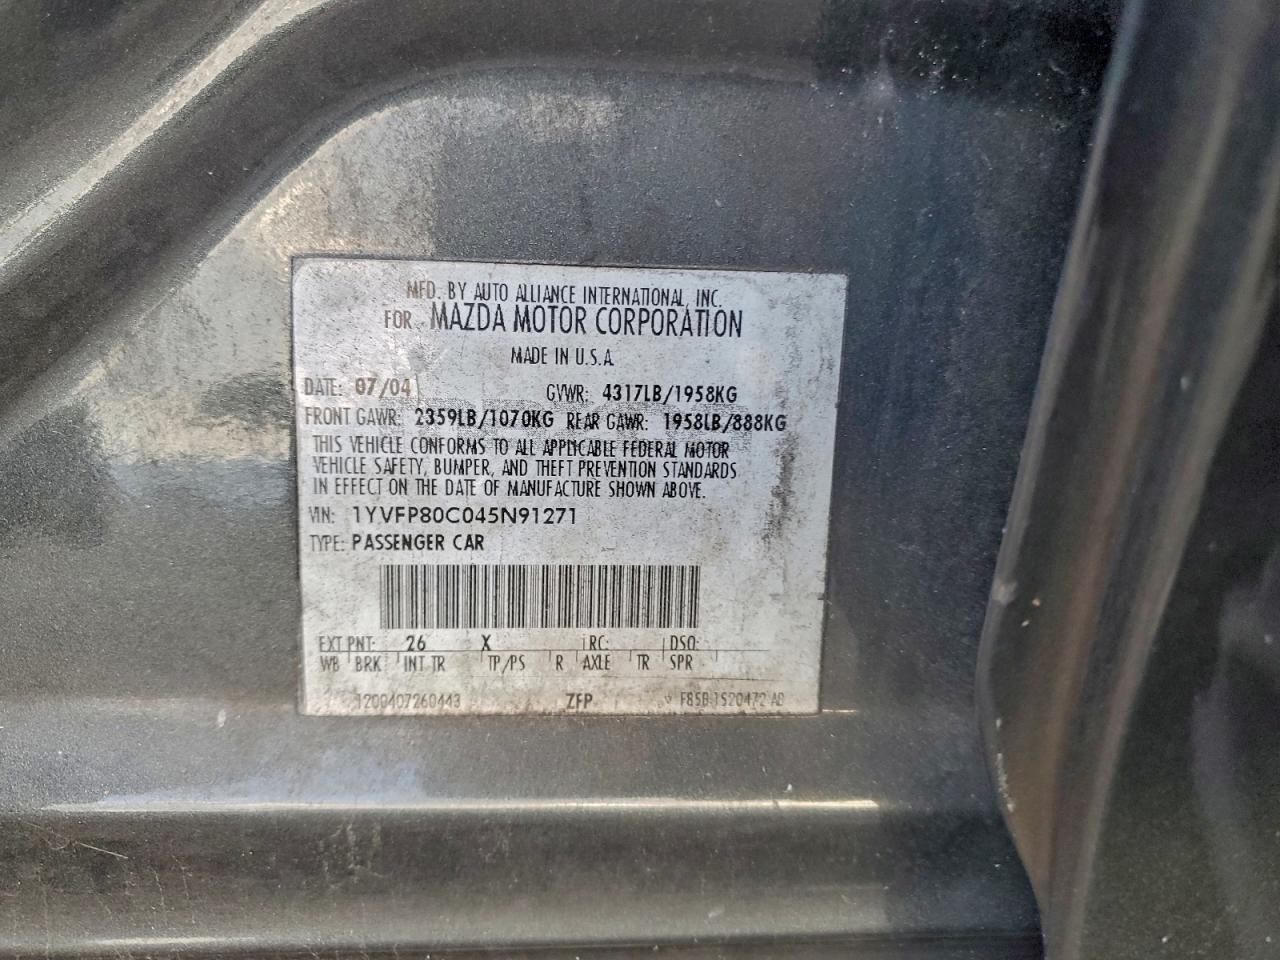 MFD. BY AUTO ALLIANCE INTERNATIONAL, INC.
FOR MAZDA MOTOR CORPORATION
MADE IN U.S.A.
DATE: 07/04 GVWR: 4317LB/1958KG
FRONT GAWR: 2359LB/1070KG REAR GAWR: 1958LB/888KG
THIS VEHICLE CONFORMS TO ALL APPLICABLE FEDERAL MOTOR
VEHICLE SAFETY, BUMPER, AND THEFT PREVENTION STANDARDS
IN EFFECT ON THE DATE OF MANUFACTURE SHOWN ABOVE.
VIN: 1YVFP80C045N91271
TYPE: PASSENGER CAR
EXT PNT: 26 X RC: DSO:
WB BRK INT TR TP/PS R AXLE TR SPR
1200407260443 ZFP